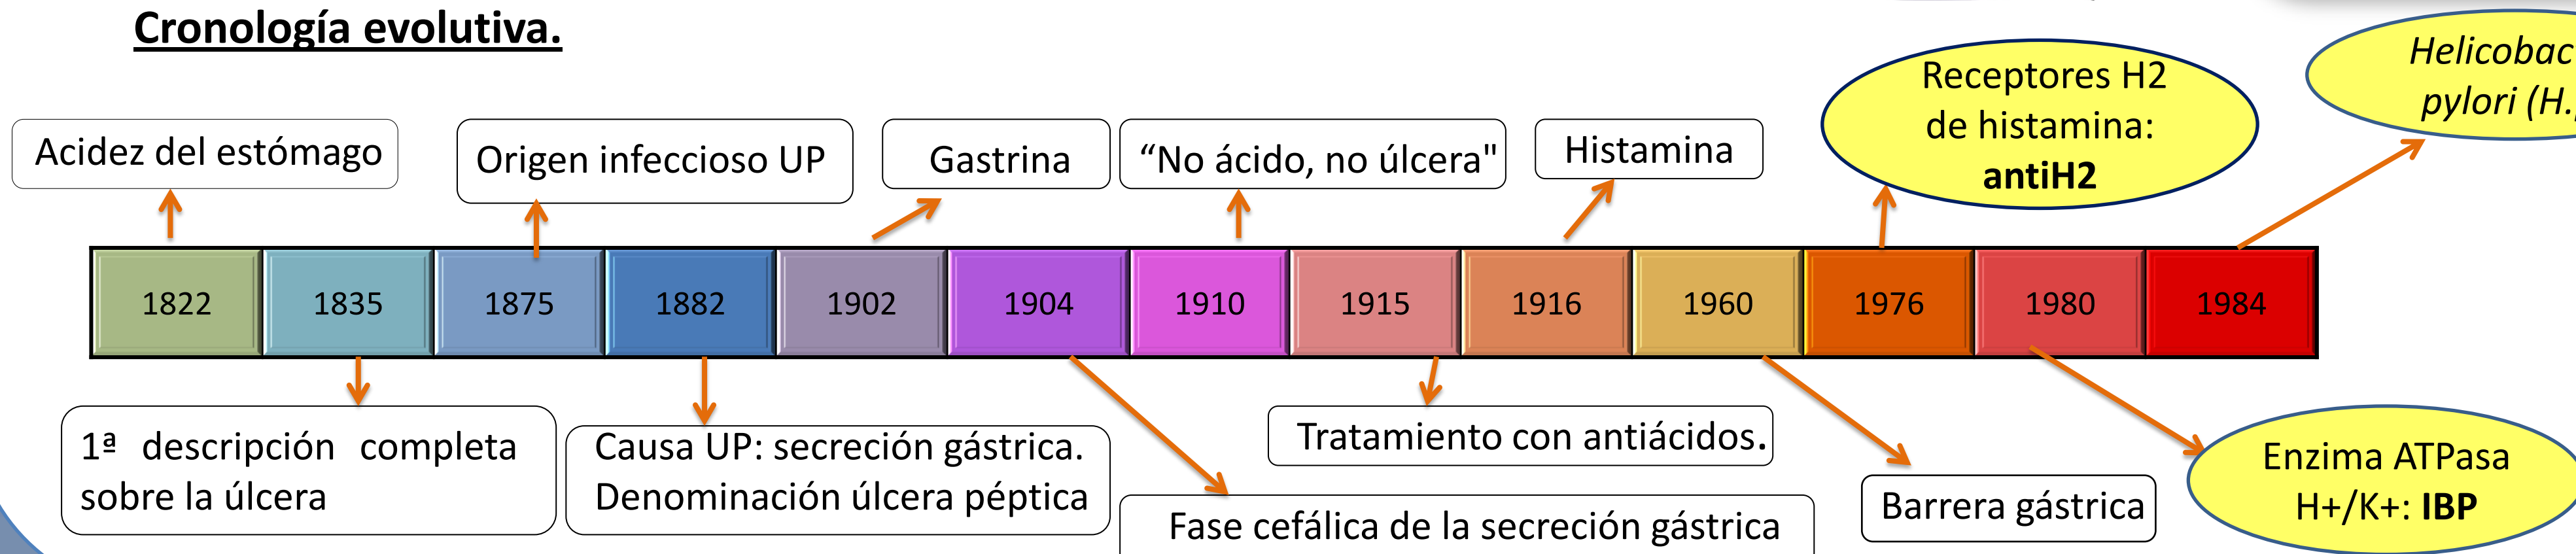 Cronología evolutiva.
Acidez del estómago
Origen infeccioso UP
Gastrina
“No ácido, no úlcera"
Histamina
Receptores H2
de histamina:
antiH2
pylori (H.
1822
1835
1875
1882
1902
1904
1910
1915
1916
1960
1976
1980
1984
1ª descripción completa
sobre la úlcera
Causa UP: secreción gástrica.
Denominación úlcera péptica
Fase cefálica de la secreción gástrica
Tratamiento con antiácidos.
Barrera gástrica
Enzima ATPasa
H+/K+: IBP